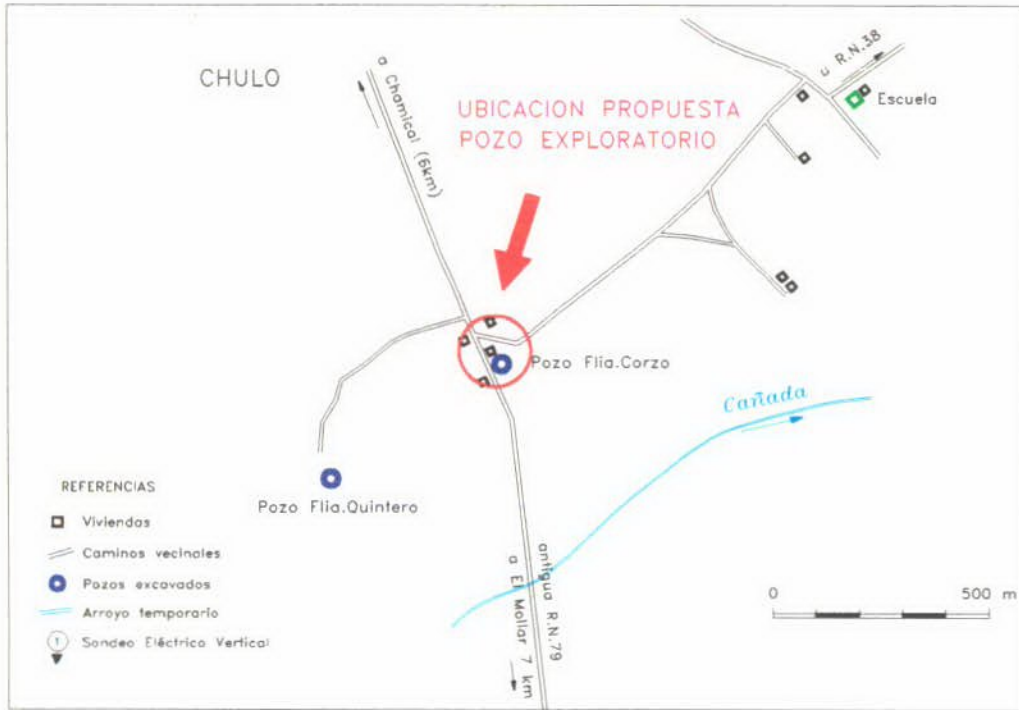 CHULO
a Chamical (6km)
UBICACION PROPUESTA
POZO EXPLORATORIO
a R.N.38
Escuela
Pozo Flia.Corzo
Cañada
Pozo Flia.Quintero
REFERENCIAS
Viviendas
Caminos vecinales
Pozos excavados
Arroyo temporario
1 Sondeo Eléctrico Vertical
antigua R.N.79
a El Mollar 7 km
0 500 m